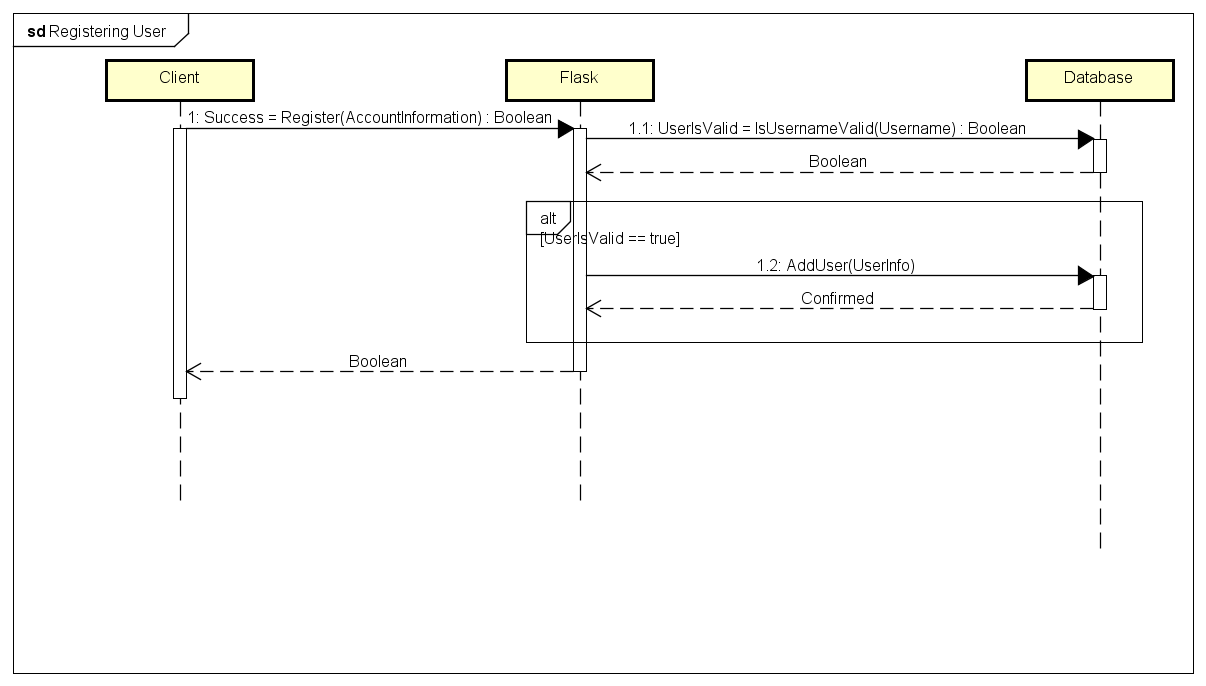 sd Registering User
Client
Flask
Database
1: Success = Register(AccountInformation) : Boolean
1.1: UserIsValid = IsUsernameValid(Username) : Boolean
Boolean
alt
[UserIsValid == true]
1.2: AddUser(UserInfo)
Confirmed
Boolean